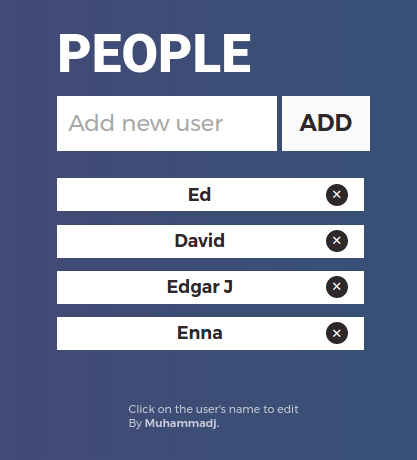 PEOPLE
Add new user
ADD
Ed
✕
David
✕
Edgar J
✕
Enna
✕
Click on the user's name to edit
By Muhammadj.